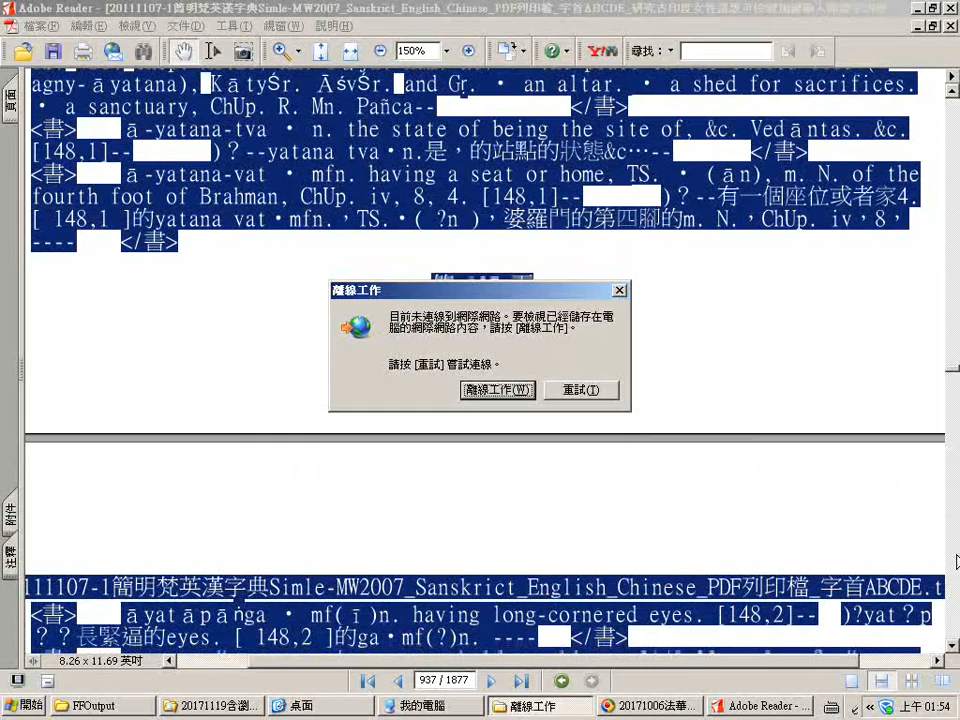 Adobe Reader - [20111107-1簡明梵英漢字典Simle-MW2007_Sanskrict_English_Chinese_PDF列印檔_字首ABCDE_
檔案(F) 編輯(E) 檢視(V) 文件(D) 工具(T) 視窗(W) 說明(H)
150% 尋找：
頁面
agny-āyatana), KātyŚr. ĀśvŚr. and Gṛ. ‧ an altar. ‧ a shed for sacrifices.
‧ a sanctuary, ChUp. R. Mn. Pañca-- </書>
<書> ā-yatana-tva ‧ n. the state of being the site of, &c. Vedāntas. &c.
[148,1]-- )？--yatana tva‧n.是，的站點的狀態&c…-- </書>
<書> ā-yatana-vat ‧ mfn. having a seat or home, TS. ‧ (ān), m. N. of the
fourth foot of Brahman, ChUp. iv, 8, 4. [148,1]-- )？--有一個座位或者家4.
[ 148,1 ]的yatana vat‧mfn.，TS.‧( ?n )，婆羅門的第四腳的m. N.，ChUp. iv，8，
---- </書>
離線工作
目前未連線到網際網路。要檢視已經儲存在電
腦的網際網路內容，請按 [離線工作]。
請按 [重試] 嘗試連線。
離線工作(W) 重試(T)
附件
注釋
111107-1簡明梵英漢字典Simle-MW2007_Sanskrict_English_Chinese_PDF列印檔_字首ABCDE.t
<書> āyatāpāṅga ‧ mf(ī)n. having long-cornered eyes. [148,2]-- )?yat？p
？？長緊逼的eyes. [ 148,2 ]的ga‧mf(?)n. ---- </書>
8.26 x 11.69 英吋
937 / 1877
開始 FFOutput 20171119含瀏... 桌面 我的電腦 離線工作 20171006法華... Adobe Reader - ... 上午 01:54